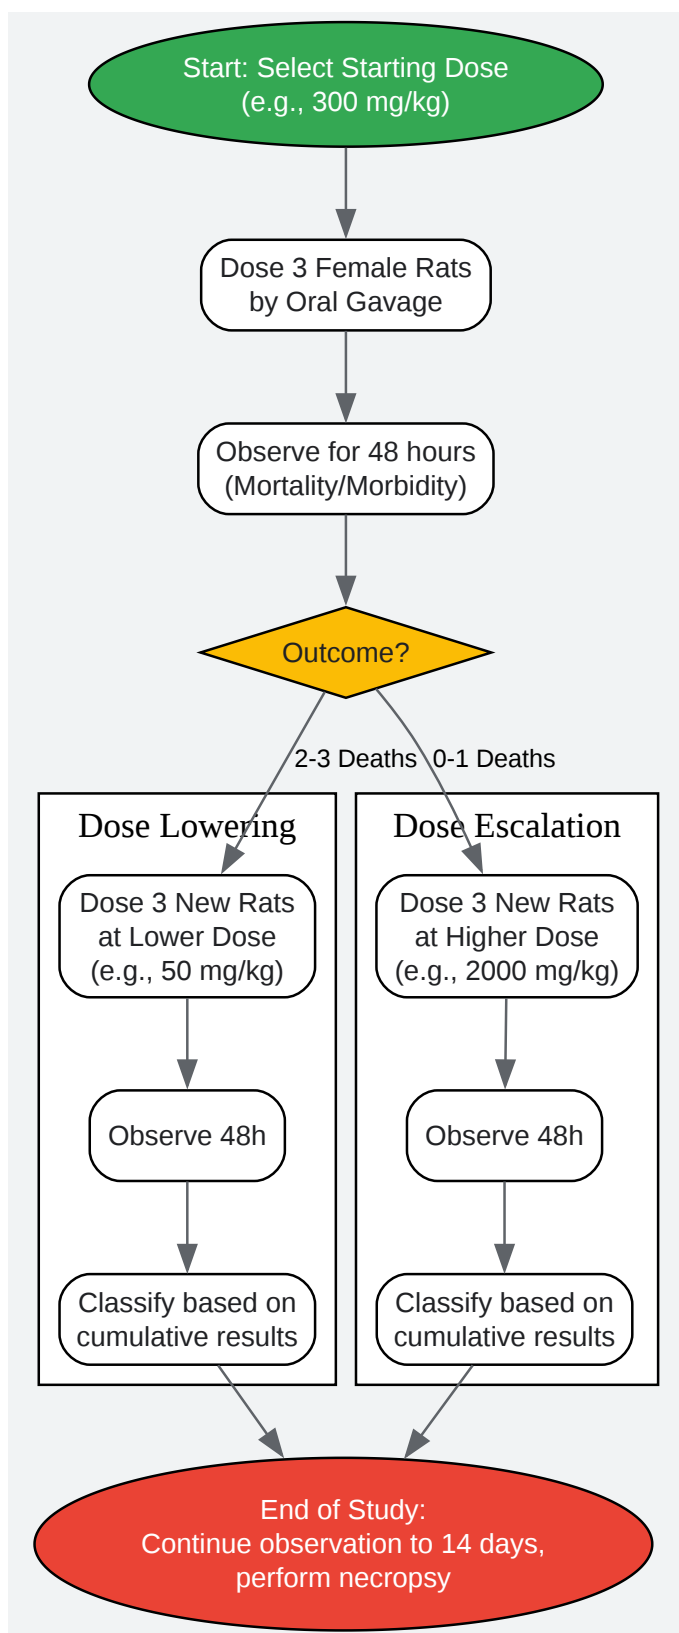 Start: Select Starting Dose
(e.g., 300 mg/kg)
Dose 3 Female Rats
by Oral Gavage
Observe for 48 hours
(Mortality/Morbidity)
Outcome?
2-3 Deaths
0-1 Deaths
Dose Lowering
Dose 3 New Rats
at Lower Dose
(e.g., 50 mg/kg)
Observe 48h
Classify based on
cumulative results
Dose Escalation
Dose 3 New Rats
at Higher Dose
(e.g., 2000 mg/kg)
Observe 48h
Classify based on
cumulative results
End of Study:
Continue observation to 14 days,
perform necropsy